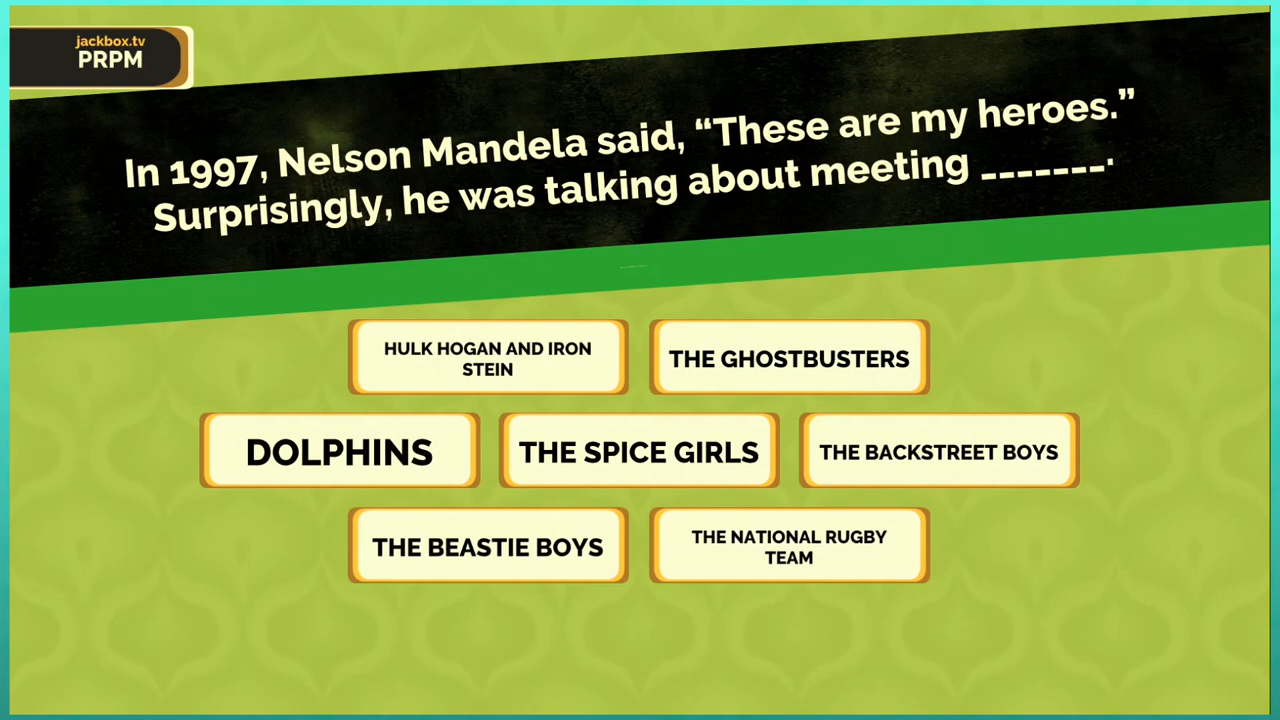 jackbox.tv
PRPM
In 1997, Nelson Mandela said, “These are my heroes.”
Surprisingly, he was talking about meeting _______.
HULK HOGAN AND IRON
STEIN
THE GHOSTBUSTERS
DOLPHINS
THE SPICE GIRLS
THE BACKSTREET BOYS
THE BEASTIE BOYS
THE NATIONAL RUGBY
TEAM